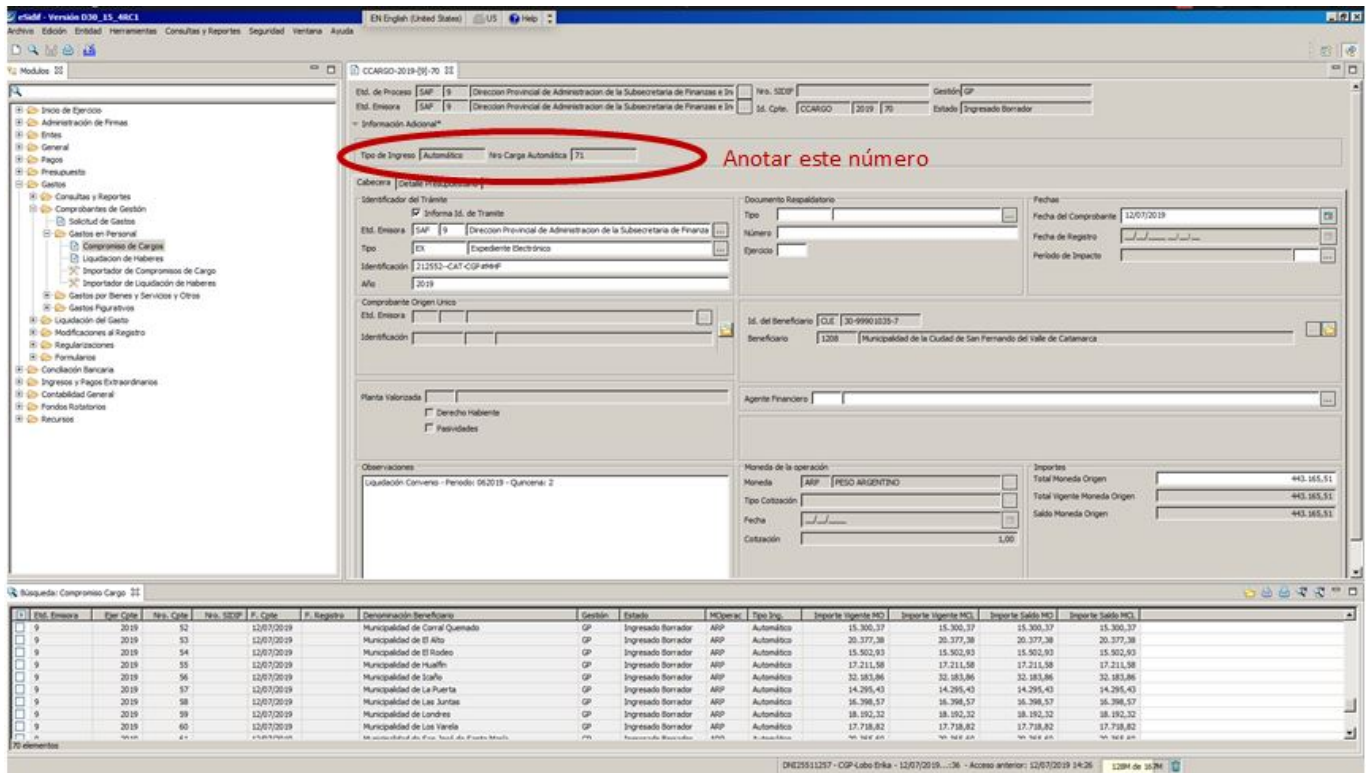 eSidif - Versión D30_15_4RC1
EN English (United States) US Help
Archivo Edición Entidad Herramientas Consultas y Reportes Seguridad Ventana Ayuda
Modulos
Inicio de Ejercicio
Administración de Firmas
Entes
General
Pagos
Presupuesto
Gastos
Consultas y Reportes
Comprobantes de Gestión
Solicitud de Gastos
Gastos en Personal
Compromiso de Cargos
Liquidacion de Haberes
Importador de Compromisos de Cargo
Importador de Liquidación de Haberes
Gastos por Bienes y Servicios y Otros
Gastos Figurativos
Liquidación del Gasto
Modificaciones al Registro
Regularizaciones
Formularios
Conciliación Bancaria
Ingresos y Pagos Extraordinarios
Contabilidad General
Fondos Rotatorios
Recursos
CCARGO-2019-[9]-70
Etd. de Proceso SAF 9 Direccion Provincial de Administracion de la Subsecretaria de Finanzas e In ... Nro. SIDIF Gestión GP
Etd. Emisora SAF 9 Direccion Provincial de Administracion de la Subsecretaria de Finanzas e In ... Id. Cpte. CCARGO 2019 70 Estado Ingresado Borrador
Información Adicional*
Tipo de Ingreso Automático Nro Carga Automática 71
Anotar este número
Cabecera Detalle Presupuestario
Identificador del Trámite
Informa Id. de Tramite
Etd. Emisora SAF 9 Direccion Provincial de Administracion de la Subsecretaria de Finanza ...
Tipo EX Expediente Electrónico ...
Identificación 212552--CAT-CGP#MHF
Año 2019
Documento Respaldatorio
Tipo ...
Número
Ejercicio
Fechas
Fecha del Comprobante 12/07/2019
Fecha de Registro __/__/____ __:__:__
Período de Impacto ...
Comprobante Origen Unico
Etd. Emisora
Identificación
Id. del Beneficiario CUE 30-99901035-7
Beneficiario 1208 Municipalidad de la Ciudad de San Fernando del Valle de Catamarca
Planta Valorizada
Derecho Habiente
Pasividades
Agente Financiero ...
Observaciones
Liquidación Convenio - Periodo: 062019 - Quincena: 2
Moneda de la operación
Moneda ARP PESO ARGENTINO
Tipo Cotización
Fecha __/__/____
Cotización 1,00
Importes
Total Moneda Origen 443.165,51
Total Vigente Moneda Origen 443.165,51
Saldo Moneda Origen 443.165,51
Búsqueda: Compromiso Cargo
Etd. Emisora Ejer Cpte Nro. Cpte Nro. SIDIF F. Cpte F. Registro Denominación Beneficiario Gestión Estado MOperac Tipo Ing. Importe Vigente MO Importe Vigente MCL Importe Saldo MO Importe Saldo MCL
9 2019 52 12/07/2019 Municipalidad de Corral Quemado GP Ingresado Borrador ARP Automático 15.300,37 15.300,37 15.300,37 15.300,37
9 2019 53 12/07/2019 Municipalidad de El Alto GP Ingresado Borrador ARP Automático 20.377,38 20.377,38 20.377,38 20.377,38
9 2019 54 12/07/2019 Municipalidad de El Rodeo GP Ingresado Borrador ARP Automático 15.502,93 15.502,93 15.502,93 15.502,93
9 2019 55 12/07/2019 Municipalidad de Hualfin GP Ingresado Borrador ARP Automático 17.211,58 17.211,58 17.211,58 17.211,58
9 2019 56 12/07/2019 Municipalidad de Icaño GP Ingresado Borrador ARP Automático 32.183,86 32.183,86 32.183,86 32.183,86
9 2019 57 12/07/2019 Municipalidad de La Puerta GP Ingresado Borrador ARP Automático 14.295,43 14.295,43 14.295,43 14.295,43
9 2019 58 12/07/2019 Municipalidad de Las Juntas GP Ingresado Borrador ARP Automático 16.398,57 16.398,57 16.398,57 16.398,57
9 2019 59 12/07/2019 Municipalidad de Londres GP Ingresado Borrador ARP Automático 18.192,32 18.192,32 18.192,32 18.192,32
9 2019 60 12/07/2019 Municipalidad de Los Varela GP Ingresado Borrador ARP Automático 17.718,82 17.718,82 17.718,82 17.718,82
70 elementos
DNI25511257 - CGP-Lobo Erika - 12/07/2019...:36 - Acceso anterior: 12/07/2019 14:26 128M de 167M